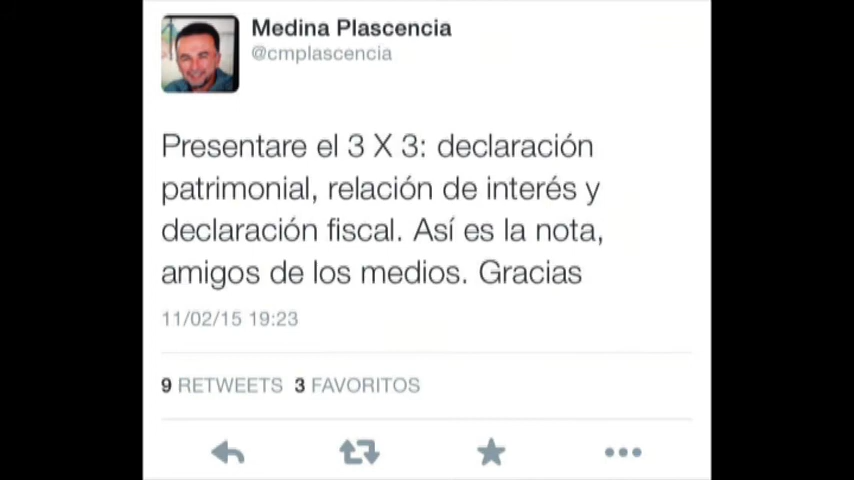 Medina Plascencia
@cmplascencia
Presentare el 3 X 3: declaración
patrimonial, relación de interés y
declaración fiscal. Así es la nota,
amigos de los medios. Gracias
11/02/15 19:23
9 RETWEETS 3 FAVORITOS